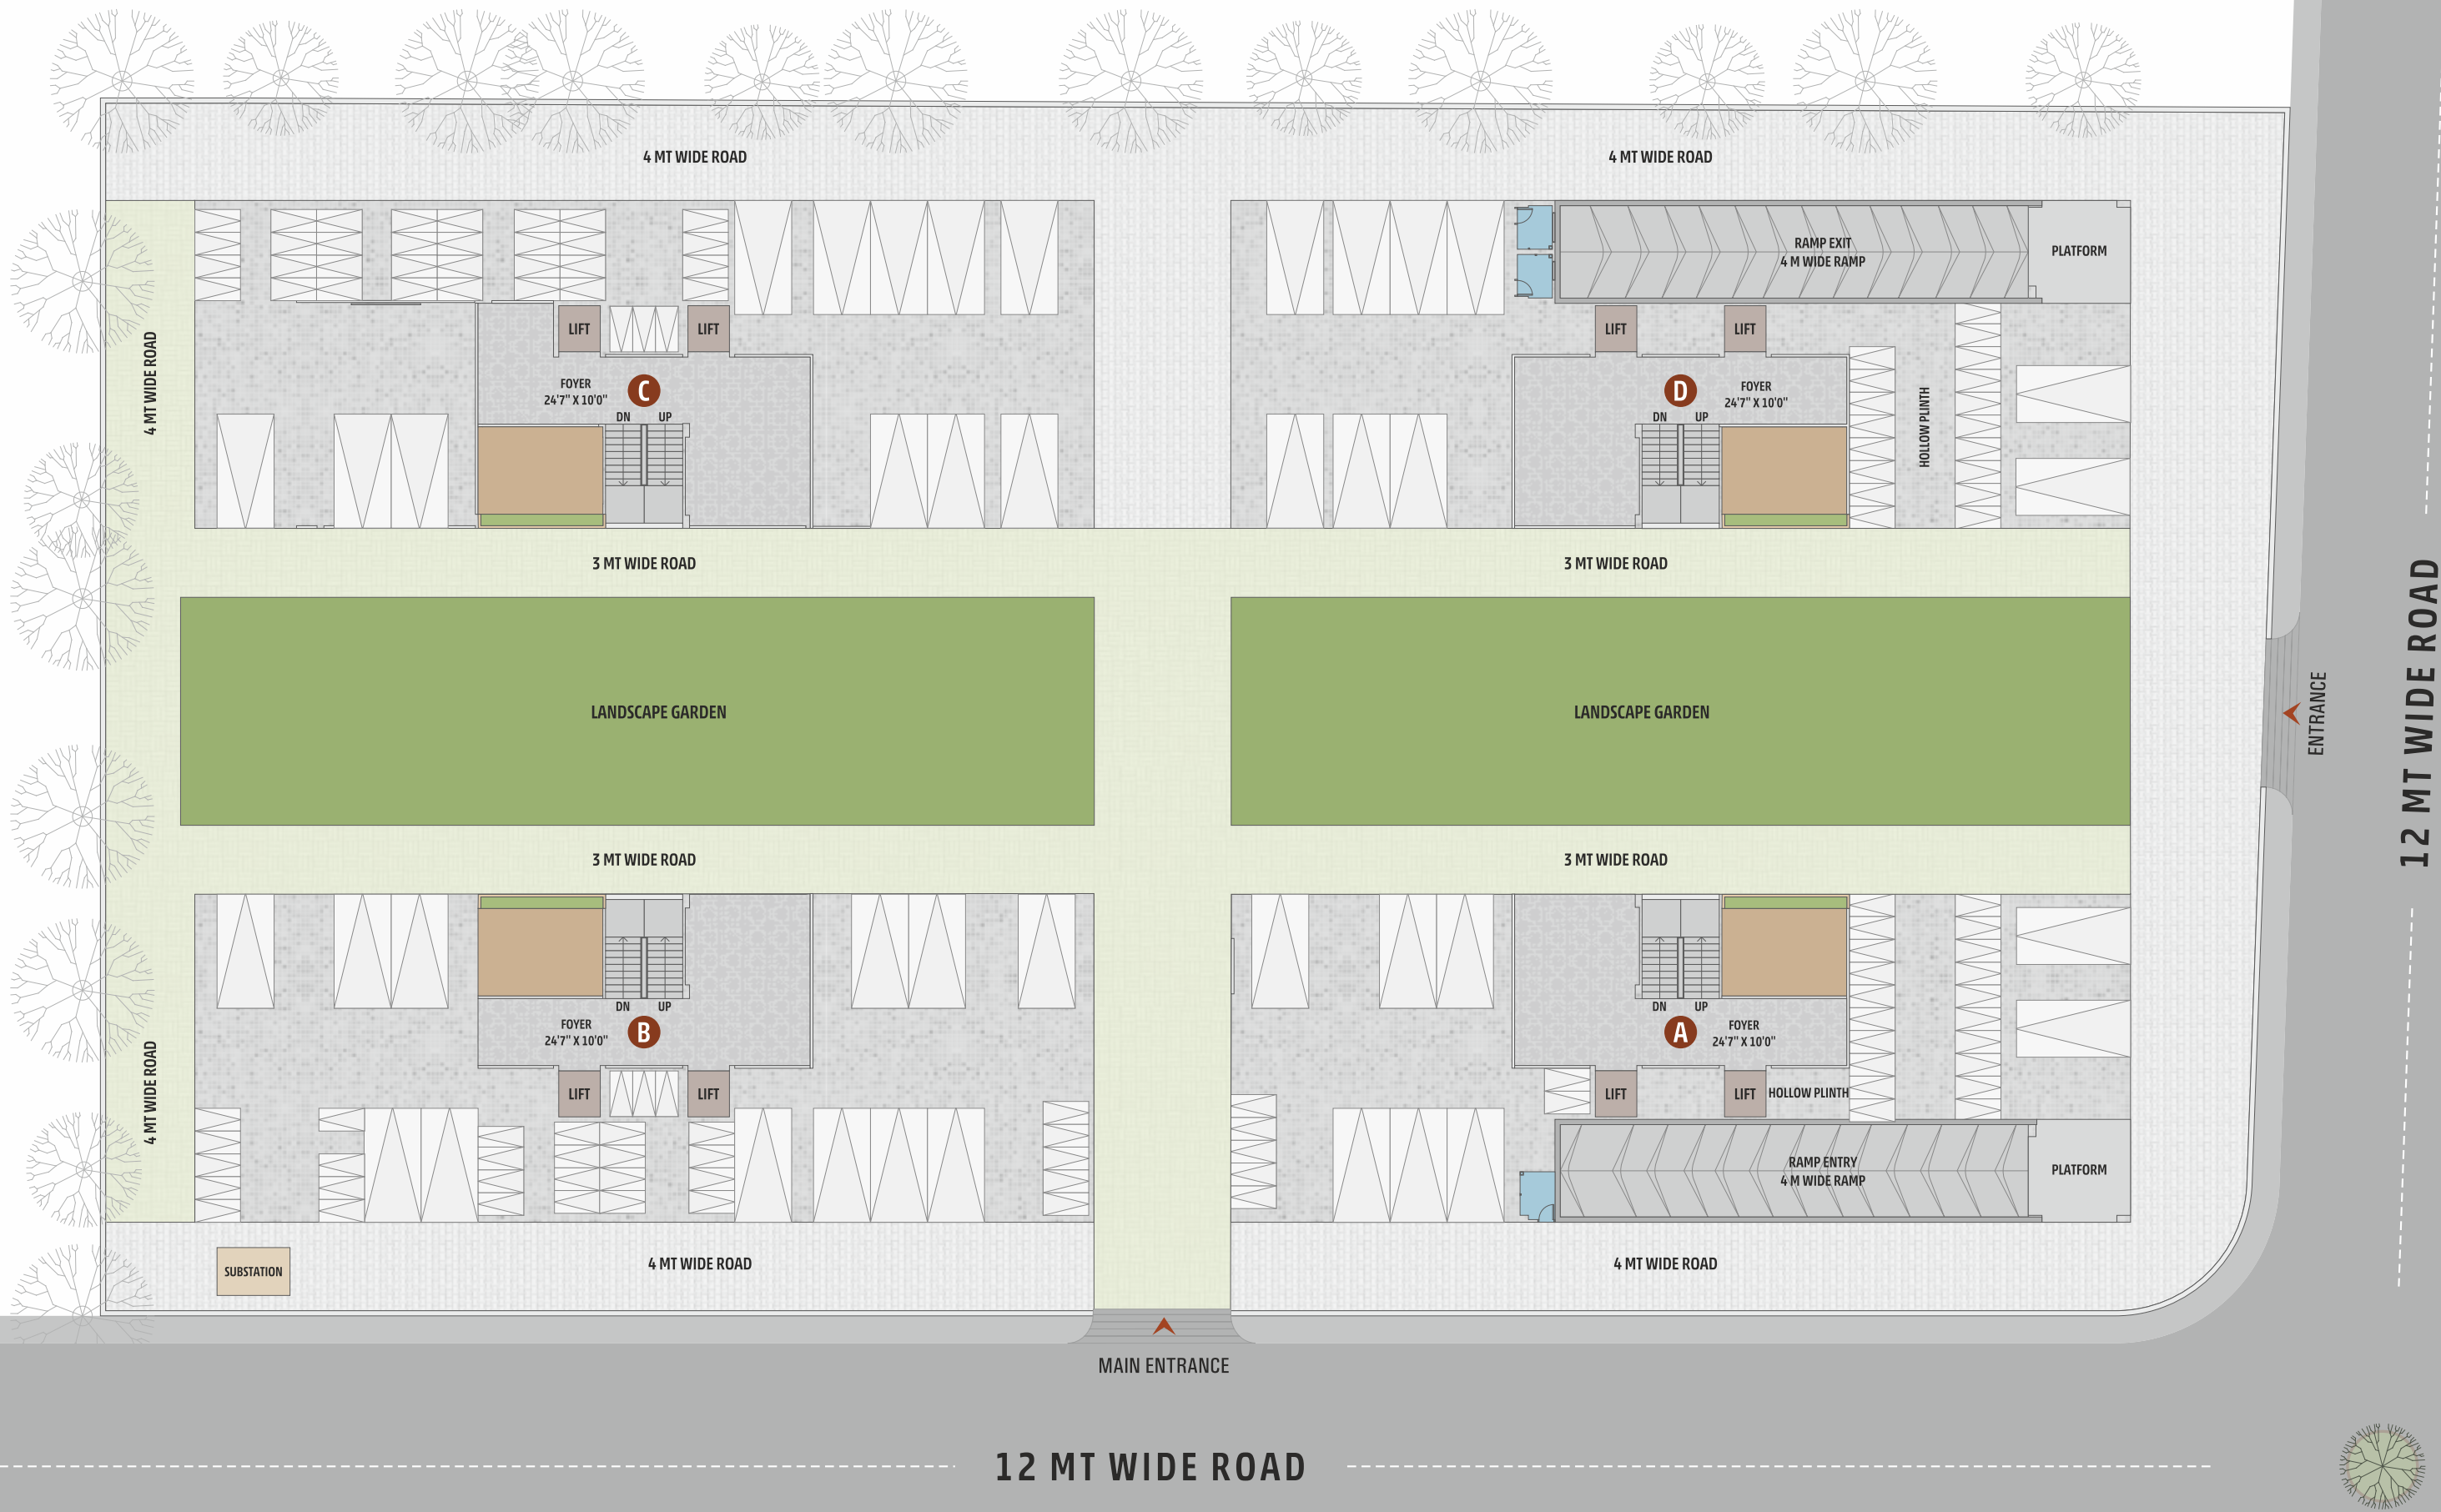 4 MT WIDE ROAD
4 MT WIDE ROAD
RAMP EXIT
4 M WIDE RAMP
PLATFORM
LIFT
LIFT
LIFT
LIFT
4 MT WIDE ROAD
FOYER
24'7" X 10'0"
C
DN
UP
D
FOYER
24'7" X 10'0"
DN
UP
HOLLOW PLINTH
3 MT WIDE ROAD
3 MT WIDE ROAD
LANDSCAPE GARDEN
LANDSCAPE GARDEN
ENTRANCE
12 MT WIDE ROAD
3 MT WIDE ROAD
3 MT WIDE ROAD
DN
UP
FOYER
24'7" X 10'0"
B
DN
UP
A
FOYER
24'7" X 10'0"
4 MT WIDE ROAD
LIFT
LIFT
LIFT
LIFT
HOLLOW PLINTH
RAMP ENTRY
4 M WIDE RAMP
PLATFORM
SUBSTATION
4 MT WIDE ROAD
4 MT WIDE ROAD
MAIN ENTRANCE
12 MT WIDE ROAD